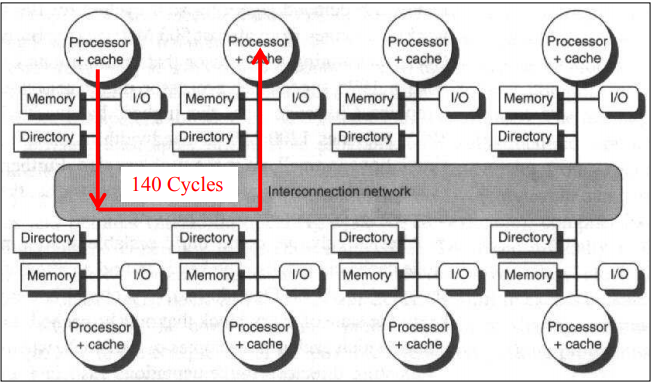 Processor
+ cache
Processor
+ cache
Processor
+ cache
Processor
+ cache
Memory
I/O
Memory
I/O
Memory
I/O
Memory
I/O
Directory
Directory
Directory
Directory
140 Cycles
Interconnection network
Directory
Directory
Directory
Directory
Memory
I/O
Memory
I/O
Memory
I/O
Memory
I/O
Processor
+ cache
Processor
+ cache
Processor
+ cache
Processor
+ cache